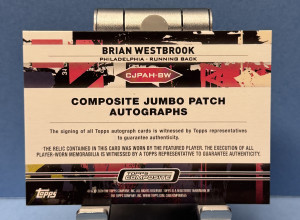 BRIAN WESTBROOK
PHILADELPHIA - RUNNING BACK
CJPAH-BW
COMPOSITE JUMBO PATCH
AUTOGRAPHS
The signing of all Topps autograph cards is witnessed by Topps representatives
to guarantee authenticity.
THE RELIC CONTAINED IN THIS CARD WAS WORN BY THE FEATURED PLAYER. THE EXECUTION OF ALL
PLAYER-WORN MEMORABILIA IS WITNESSED BY A TOPPS REPRESENTATIVE TO GUARANTEE AUTHENTICITY.
TOPPS
TOPPS
COMPOSITE